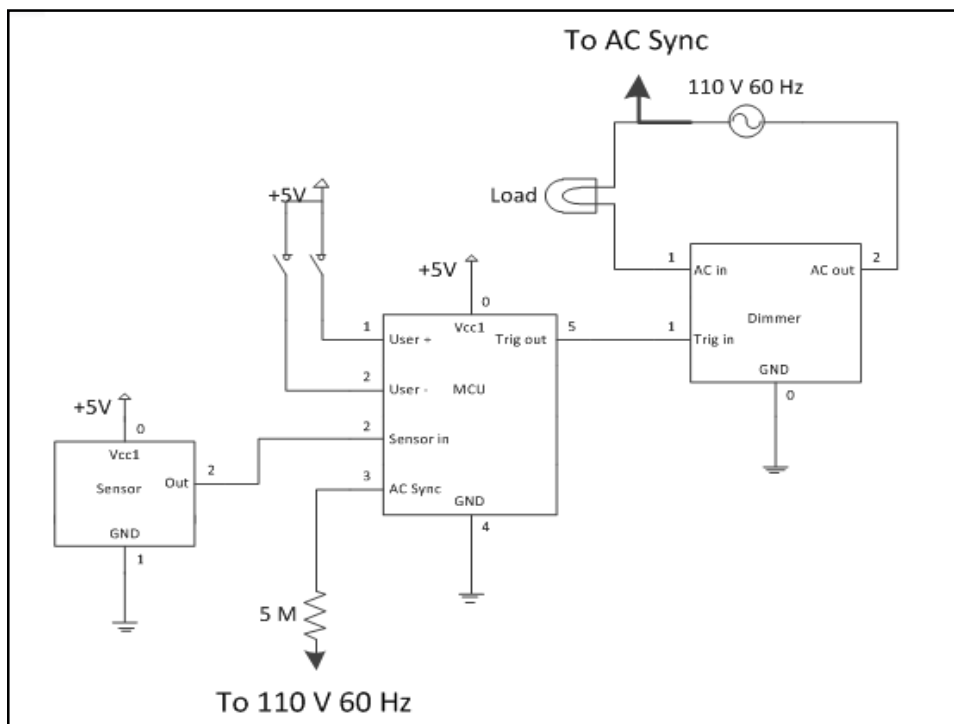 To AC Sync
110 V 60 Hz
+5V
Load
+5V
0
1
AC in
AC out
2
Dimmer
1
User +
Vcc1
Trig out
5
1
Trig in
GND
0
2
User -
MCU
+5V
0
2
Sensor in
Vcc1
Sensor
Out
2
3
AC Sync
GND
4
GND
1
5 M
To 110 V 60 Hz